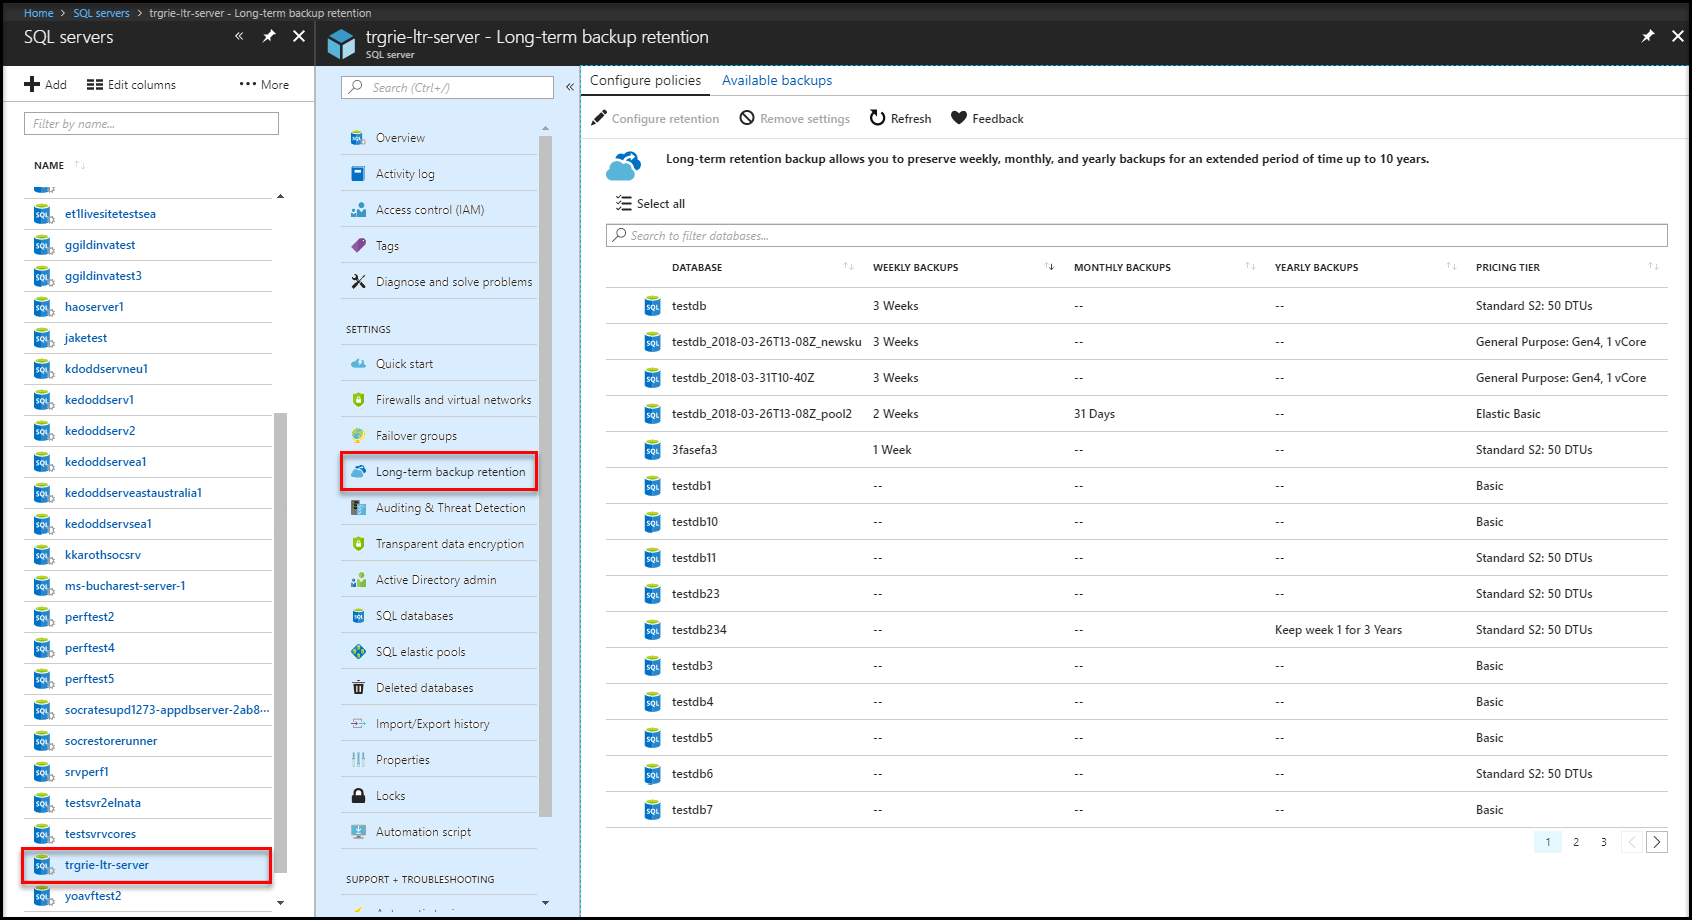 Home > SQL servers > trgrie-ltr-server - Long-term backup retention
SQL servers
Add
Edit columns
More
Filter by name...
NAME
et1livesitetestsea
ggildinvatest
ggildinvatest3
haoserver1
jaketest
kdoddservneu1
kedoddserv1
kedoddserv2
kedoddservea1
kedoddserveastaustralia1
kedoddservsea1
kkarothsocsrv
ms-bucharest-server-1
perftest2
perftest4
perftest5
socratesupd1273-appdbserver-2ab8...
socrestorerunner
srvperf1
testsvr2elnata
testsvrvcores
trgrie-ltr-server
yoavftest2
trgrie-ltr-server - Long-term backup retention
SQL server
Search (Ctrl+/)
Overview
Activity log
Access control (IAM)
Tags
Diagnose and solve problems
SETTINGS
Quick start
Firewalls and virtual networks
Failover groups
Long-term backup retention
Auditing & Threat Detection
Transparent data encryption
Active Directory admin
SQL databases
SQL elastic pools
Deleted databases
Import/Export history
Properties
Locks
Automation script
SUPPORT + TROUBLESHOOTING
Configure policies Available backups
Configure retention Remove settings Refresh Feedback
Long-term retention backup allows you to preserve weekly, monthly, and yearly backups for an extended period of time up to 10 years.
Select all
Search to filter databases...
DATABASE WEEKLY BACKUPS MONTHLY BACKUPS YEARLY BACKUPS PRICING TIER
testdb 3 Weeks -- -- Standard S2: 50 DTUs
testdb_2018-03-26T13-08Z_newsku 3 Weeks -- -- General Purpose: Gen4, 1 vCore
testdb_2018-03-31T10-40Z 3 Weeks -- -- General Purpose: Gen4, 1 vCore
testdb_2018-03-26T13-08Z_pool2 2 Weeks 31 Days -- Elastic Basic
3fasefa3 1 Week -- -- Standard S2: 50 DTUs
testdb1 -- -- -- Basic
testdb10 -- -- -- Basic
testdb11 -- -- -- Standard S2: 50 DTUs
testdb23 -- -- -- Standard S2: 50 DTUs
testdb234 -- -- Keep week 1 for 3 Years Standard S2: 50 DTUs
testdb3 -- -- -- Basic
testdb4 -- -- -- Basic
testdb5 -- -- -- Basic
testdb6 -- -- -- Standard S2: 50 DTUs
testdb7 -- -- -- Basic
1 2 3